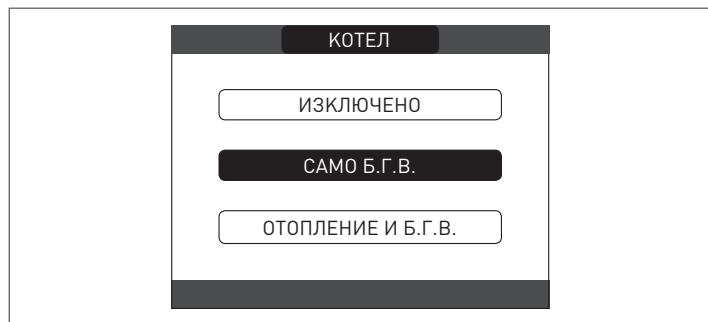 КОТЕЛ
ИЗКЛЮЧЕНО
САМО Б.Г.В.
ОТОПЛЕНИЕ И Б.Г.В.